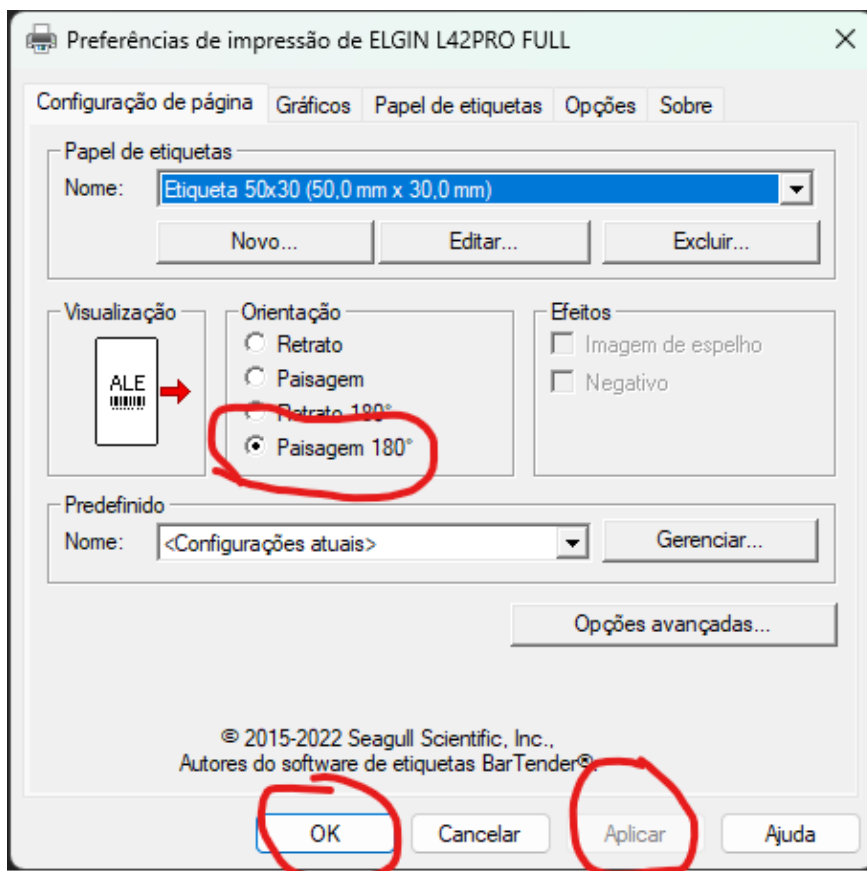 Preferências de impressão de ELGIN L42PRO FULL
Configuração de página Gráficos Papel de etiquetas Opções Sobre
Papel de etiquetas
Nome: Etiqueta 50x30 (50,0 mm x 30,0 mm)
Novo... Editar... Excluir...
Visualização
ALE
Orientação
Retrato
Paisagem
Retrato 180°
Paisagem 180°
Efeitos
Imagem de espelho
Negativo
Predefinido
Nome: <Configurações atuais> Gerenciar...
Opções avançadas...
© 2015-2022 Seagull Scientific, Inc.,
Autores do software de etiquetas BarTender®.
OK Cancelar Aplicar Ajuda